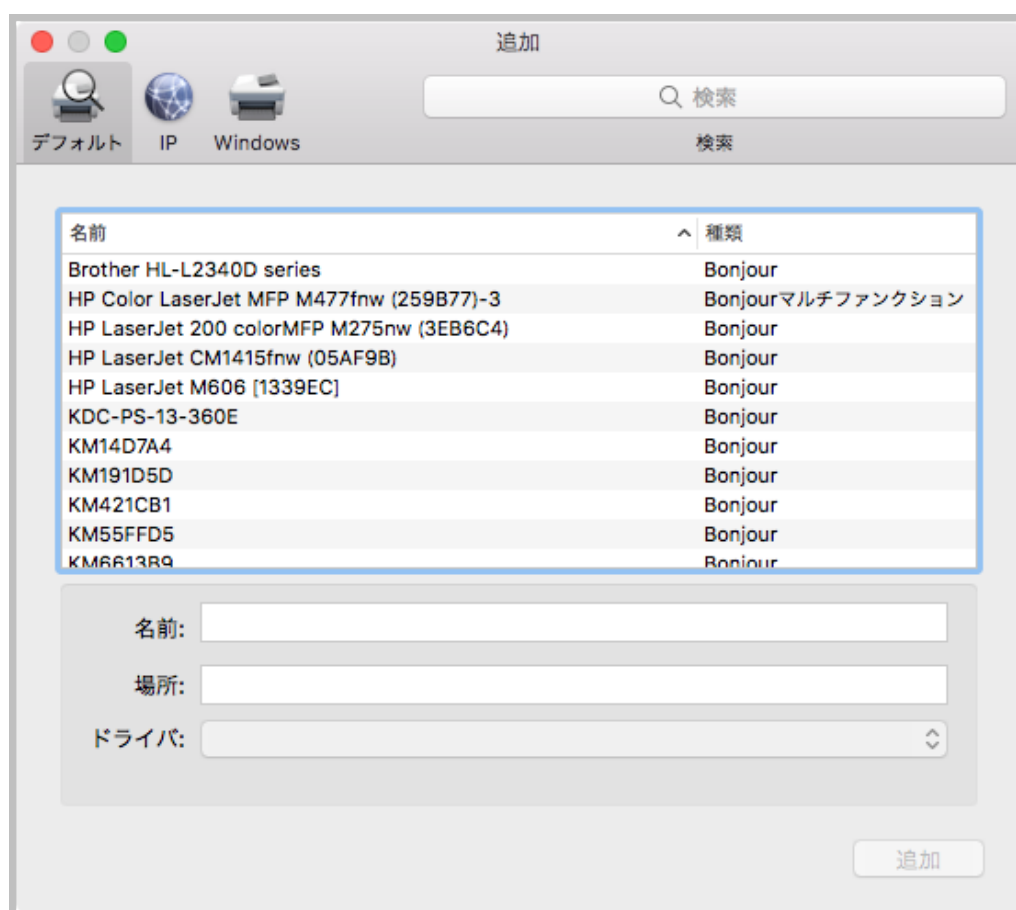 追加
検索
デフォルト IP Windows 検索
名前 種類
Brother HL-L2340D series Bonjour
HP Color LaserJet MFP M477fnw (259B77)-3 Bonjourマルチファンクション
HP LaserJet 200 colorMFP M275nw (3EB6C4) Bonjour
HP LaserJet CM1415fnw (05AF9B) Bonjour
HP LaserJet M606 [1339EC] Bonjour
KDC-PS-13-360E Bonjour
KM14D7A4 Bonjour
KM191D5D Bonjour
KM421CB1 Bonjour
KM55FFD5 Bonjour
KM6613B9 Bonjour
名前:
場所:
ドライバ:
追加